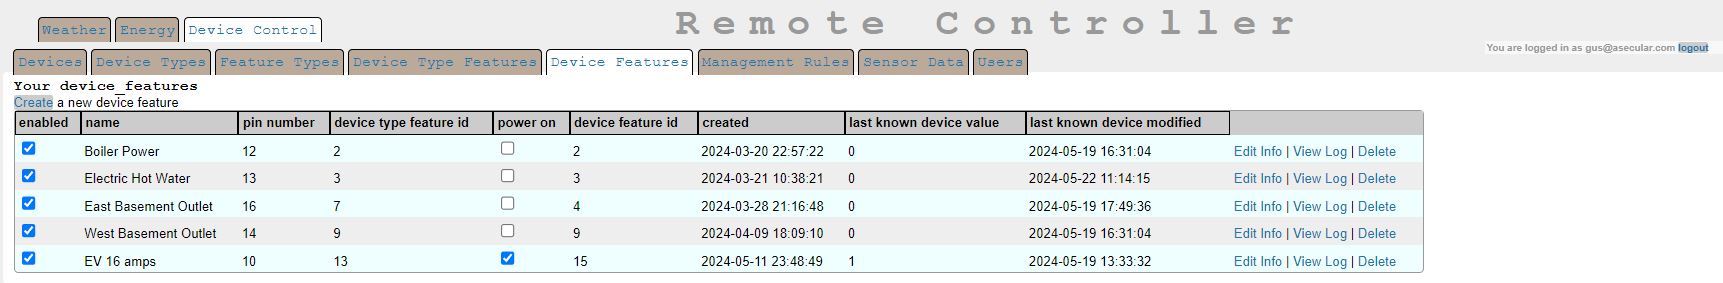 Remote Controller
Weather Energy Device Control
You are logged in as gus@asecular.com logout
Devices Device Types Feature Types Device Type Features Device Features Management Rules Sensor Data Users
Your device_features
Create a new device feature
enabled name pin number device type feature id power on device feature id created last known device value last known device modified
Boiler Power 12 2 2 2024-03-20 22:57:22 0 2024-05-19 16:31:04 Edit Info | View Log | Delete
Electric Hot Water 13 3 3 2024-03-21 10:38:21 0 2024-05-22 11:14:15 Edit Info | View Log | Delete
East Basement Outlet 16 7 4 2024-03-28 21:16:48 0 2024-05-19 17:49:36 Edit Info | View Log | Delete
West Basement Outlet 14 9 9 2024-04-09 18:09:10 0 2024-05-19 16:31:04 Edit Info | View Log | Delete
EV 16 amps 10 13 15 2024-05-11 23:48:49 1 2024-05-19 13:33:32 Edit Info | View Log | Delete